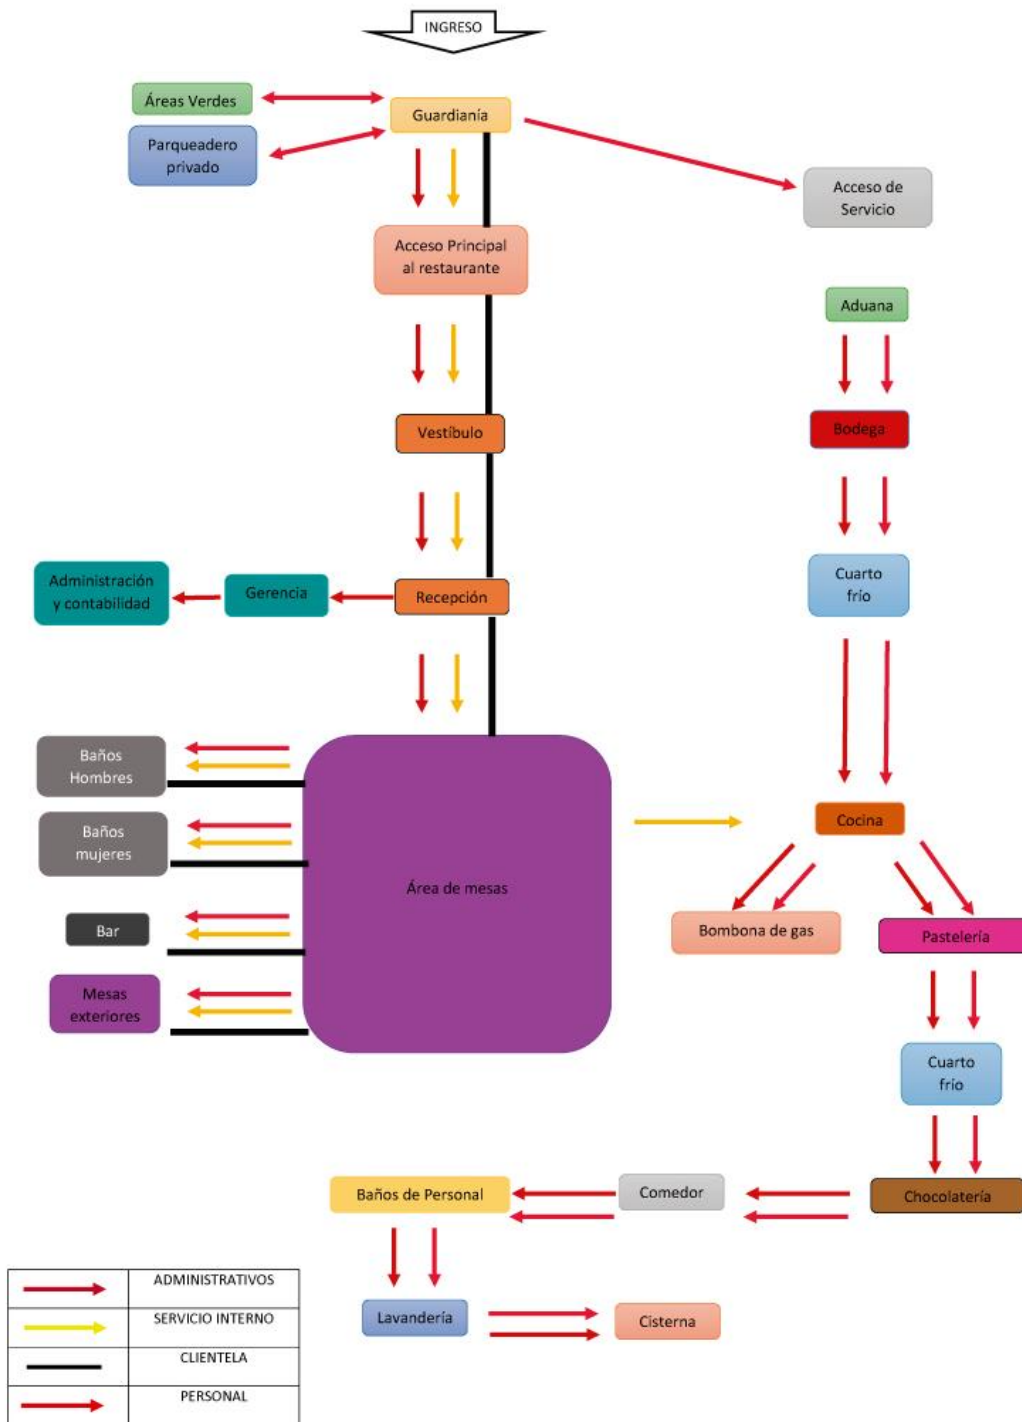 INGRESO
Áreas Verdes
Guardianía
Parqueadero
privado
Acceso de
Servicio
Acceso Principal
al restaurante
Aduana
Vestíbulo
Bodega
Administración
y contabilidad
Gerencia
Recepción
Cuarto
frío
Baños
Hombres
Baños
mujeres
Cocina
Área de mesas
Bar
Bombona de gas
Pastelería
Mesas
exteriores
Cuarto
frío
Baños de Personal
Comedor
Chocolatería
Lavandería
Cisterna
ADMINISTRATIVOS
SERVICIO INTERNO
CLIENTELA
PERSONAL